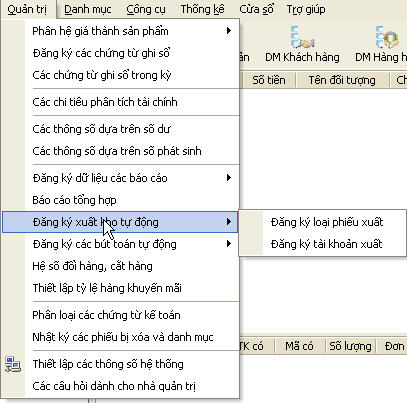 Quản trị Danh mục Công cụ Thống kê Cửa sổ Trợ giúp
Phân hệ giá thành sản phẩm
Đăng ký các chứng từ ghi sổ
Các chứng từ ghi sổ trong kỳ
Các chi tiêu phân tích tài chính
Các thông số dựa trên số dư
Các thông số dựa trên số phát sinh
Đăng ký dữ liệu các báo cáo
Báo cáo tổng hợp
Đăng ký xuất kho tự động
Đăng ký các bút toán tự động
Hệ số đổi hàng, cắt hàng
Thiết lập tỷ lệ hàng khuyến mãi
Phân loại các chứng từ kế toán
Nhật ký các phiếu bị xóa và danh mục
Thiết lập các thông số hệ thống
Các câu hỏi dành cho nhà quản trị
Đăng ký loại phiếu xuất
Đăng ký tài khoản xuất
DM Khách hàng DM Hàng
Số tiền Tên đối tượng
TK có Mã có Số lượng Đơn